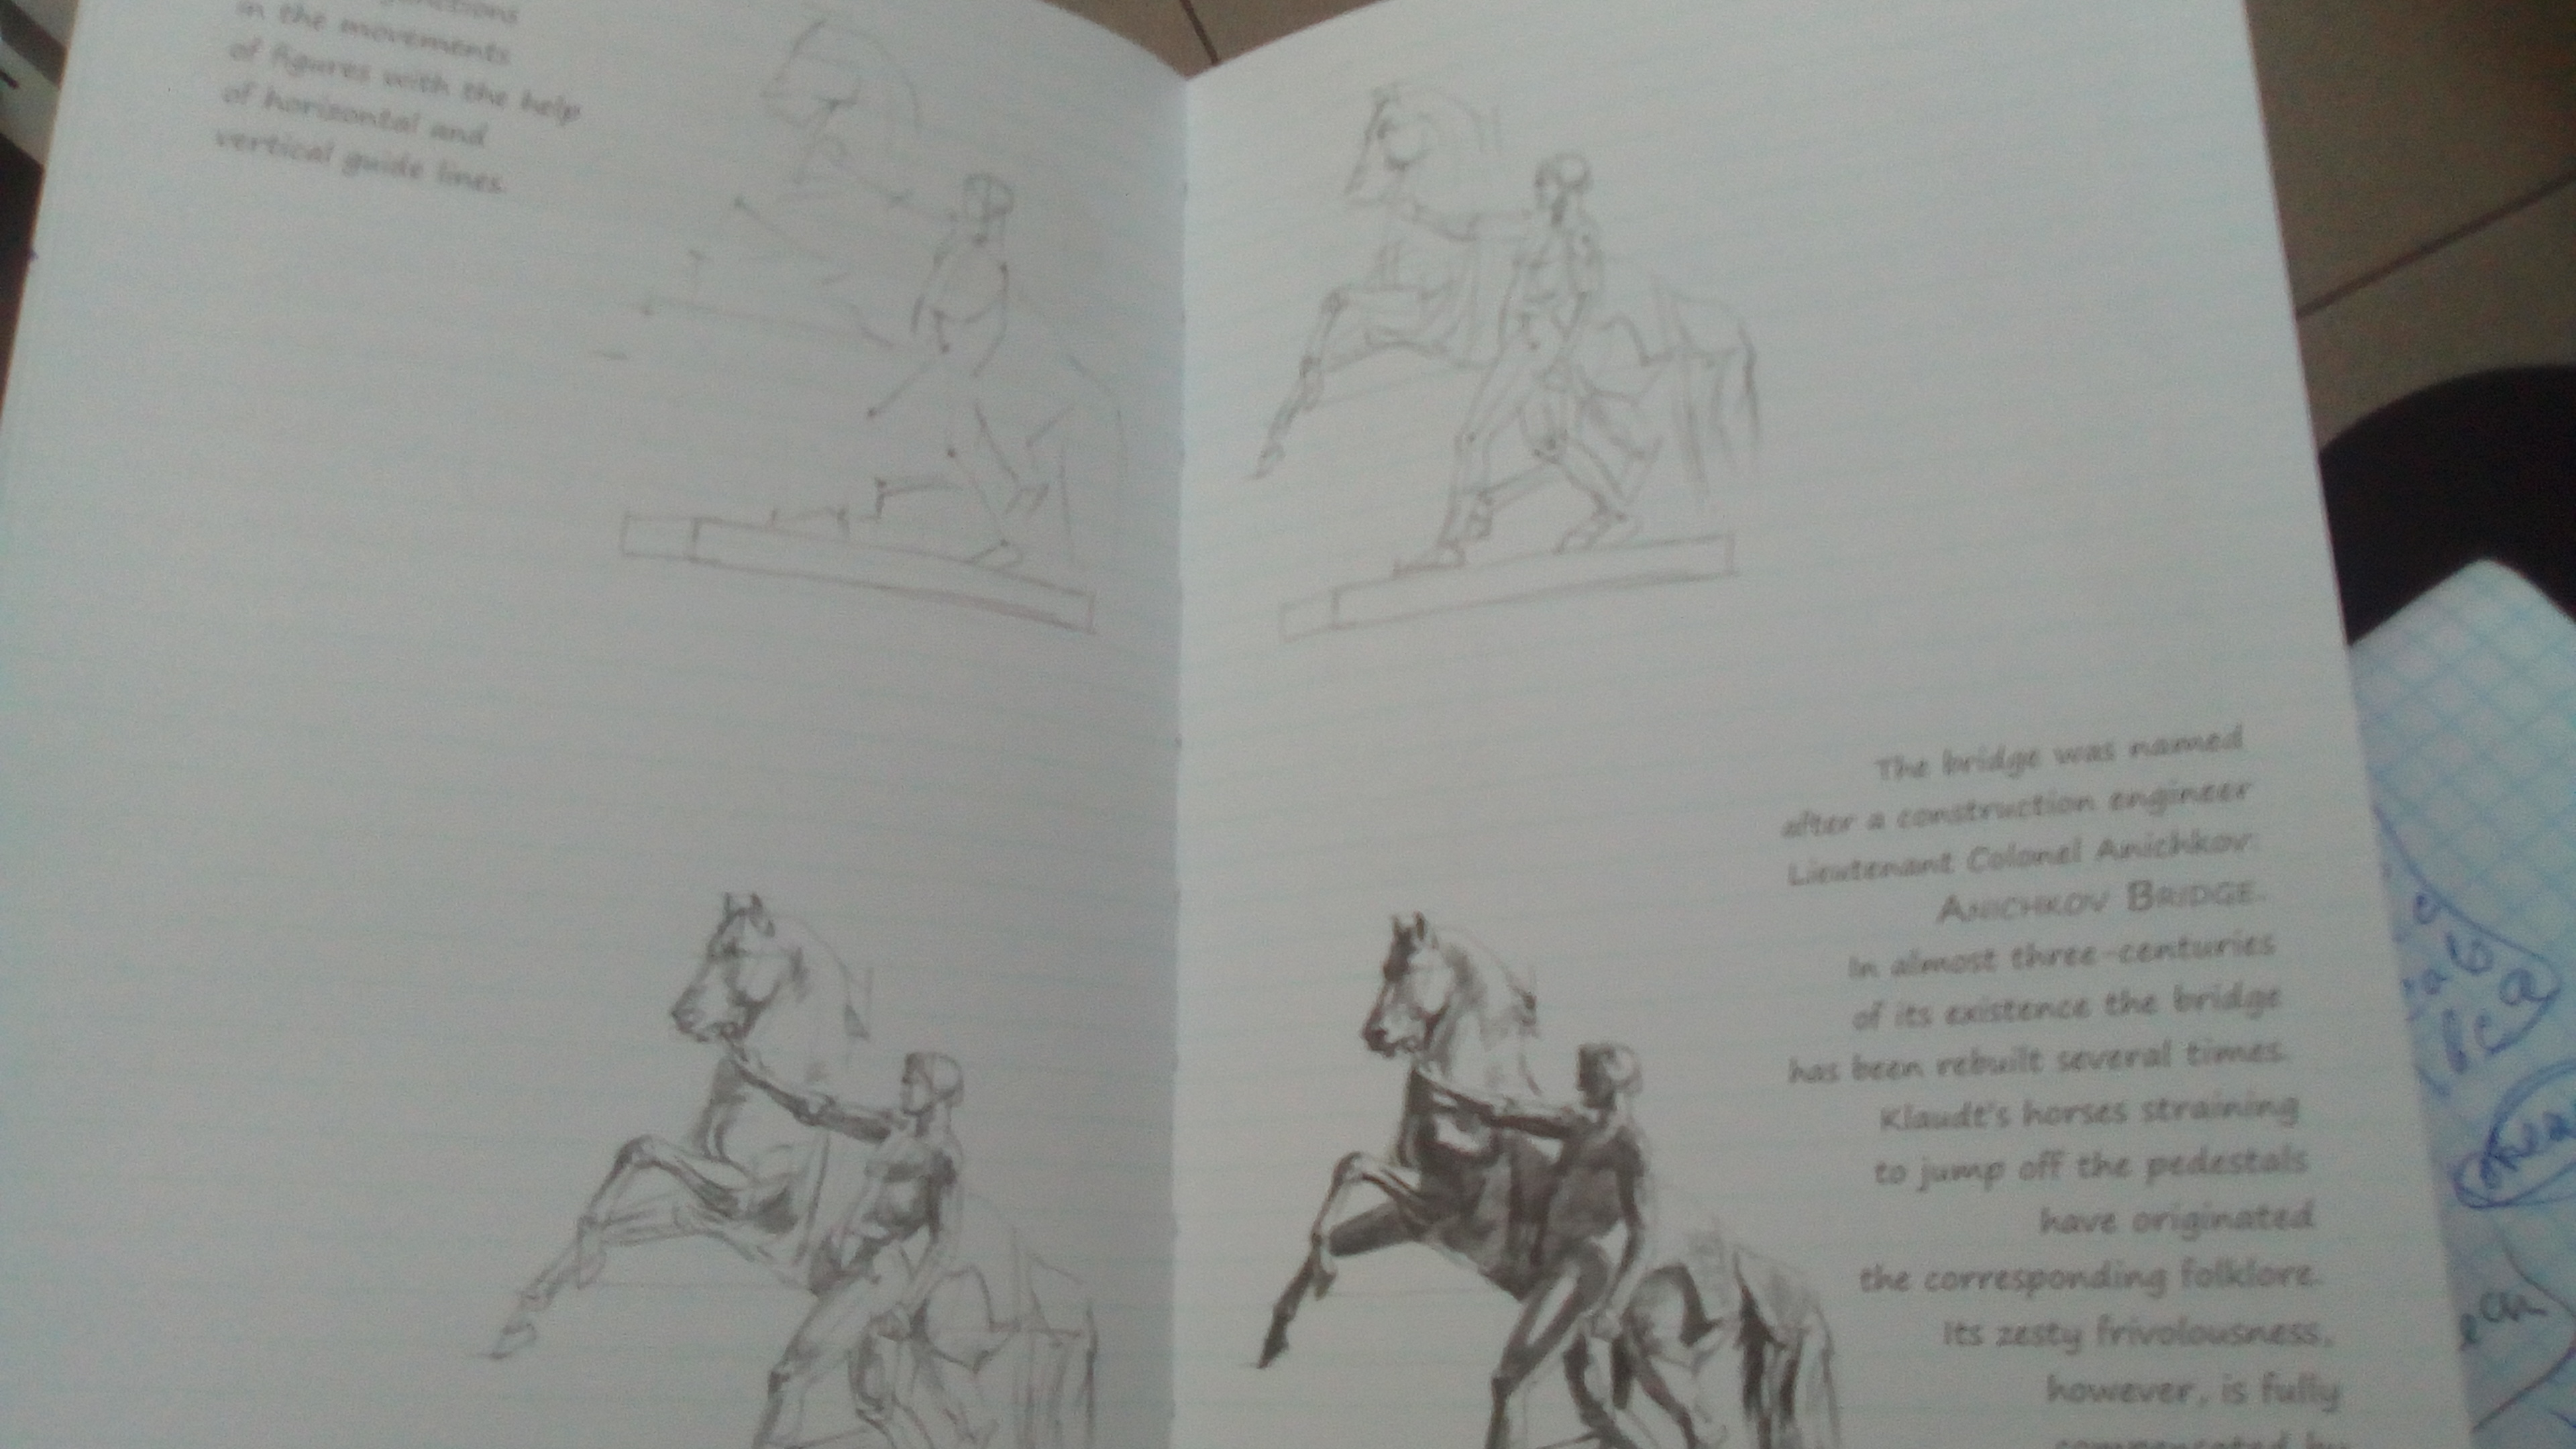 in the movements
of figures with the help
of horizontal and
vertical guide lines.
The bridge was named
after a construction engineer
Lieutenant Colonel Anichkov:
ANICHKOV BRIDGE.
In almost three-centuries
of its existence the bridge
has been rebuilt several times.
Klaudt's horses straining
to jump off the pedestals
have originated
the corresponding folklore.
Its zesty frivolousness,
however, is fully